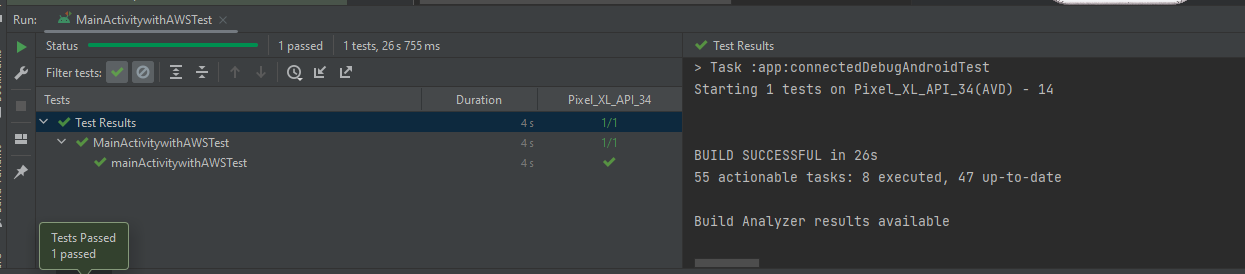 Run: MainActivitywithAWSTest
Status 1 passed 1 tests, 26 s 755 ms
Filter tests:
Tests Duration Pixel_XL_API_34
Test Results 4 s 1/1
MainActivitywithAWSTest 4 s 1/1
mainActivitywithAWSTest 4 s
Tests Passed
1 passed
Test Results
> Task :app:connectedDebugAndroidTest
Starting 1 tests on Pixel_XL_API_34(AVD) - 14
BUILD SUCCESSFUL in 26s
55 actionable tasks: 8 executed, 47 up-to-date
Build Analyzer results available